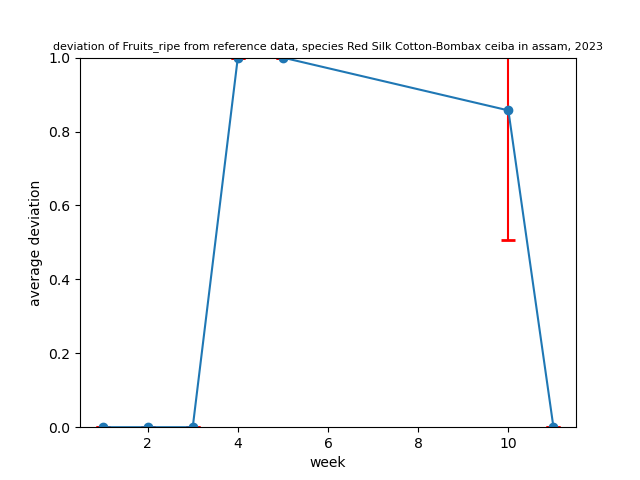 deviation of Fruits_ripe from reference data, species Red Silk Cotton-Bombax ceiba in assam, 2023
1.0
0.8
0.6
0.4
0.2
0.0
average deviation
2 4 6 8 10
week